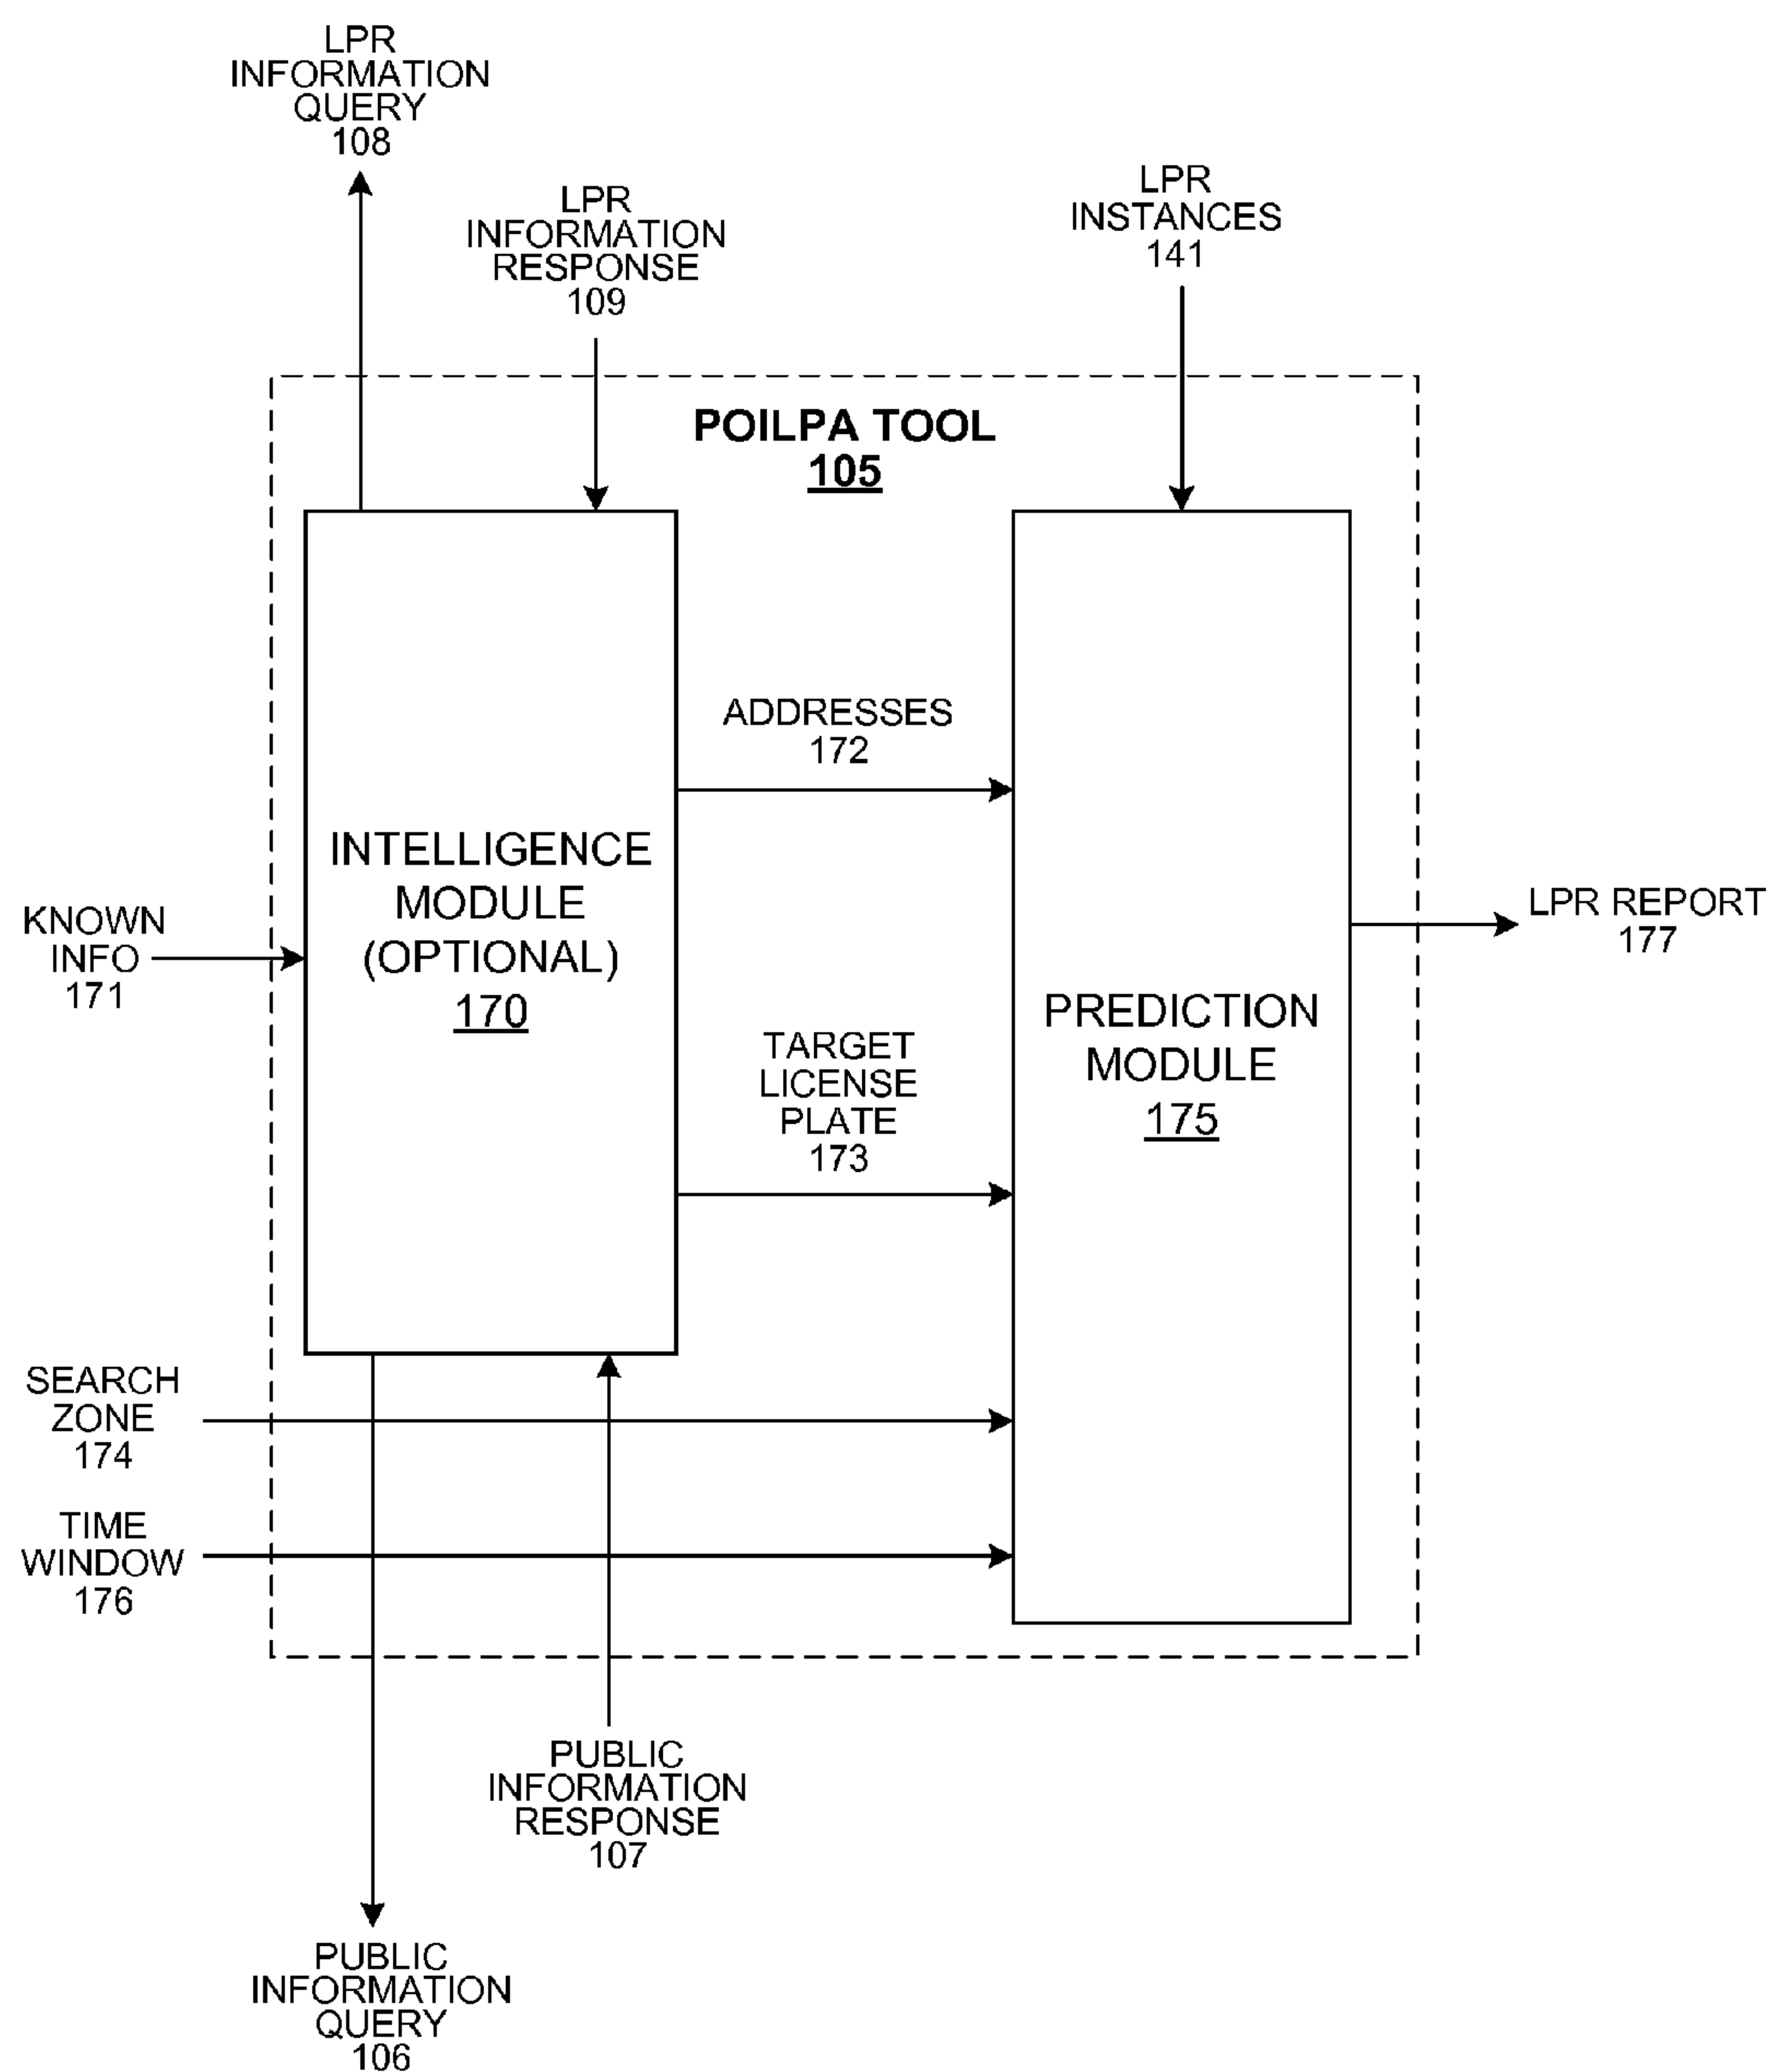 LPR
INFORMATION
QUERY
108
LPR
INFORMATION
RESPONSE
109
LPR
INSTANCES
141
POILPA TOOL
105
ADDRESSES
172
INTELLIGENCE
MODULE
(OPTIONAL)
170
KNOWN
INFO
171
LPR REPORT
177
PREDICTION
MODULE
175
TARGET
LICENSE
PLATE
173
SEARCH
ZONE
174
TIME
WINDOW
176
PUBLIC
INFORMATION
RESPONSE
107
PUBLIC
INFORMATION
QUERY
106